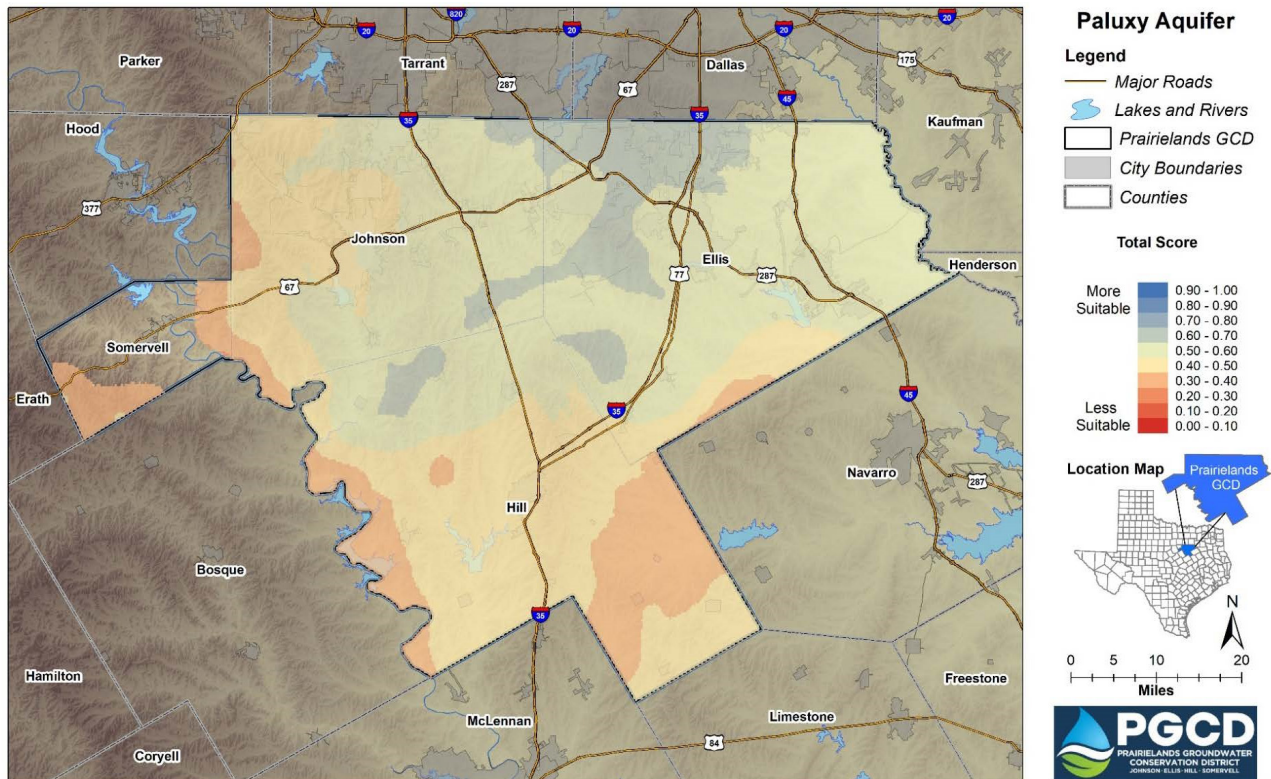 820
20
20
20
20
Parker
Tarrant
Dallas
287
67
175
45
Hood
35
35
Kaufman
377
Johnson
Ellis
77
287
Henderson
67
Somervell
Erath
35
45
Navarro
287
Hill
Bosque
35
Hamilton
Freestone
McLennan
Limestone
84
Coryell
Paluxy Aquifer
Legend
Major Roads
Lakes and Rivers
Prairielands GCD
City Boundaries
Counties
Total Score
More Suitable
0.90 - 1.00
0.80 - 0.90
0.70 - 0.80
0.60 - 0.70
0.50 - 0.60
0.40 - 0.50
0.30 - 0.40
0.20 - 0.30
0.10 - 0.20
0.00 - 0.10
Less Suitable
Location Map
Prairielands
GCD
N
0 5 10 20
Miles
PGCD
PRAIRIELANDS GROUNDWATER
CONSERVATION DISTRICT
JOHNSON · ELLIS · HILL · SOMERVELL